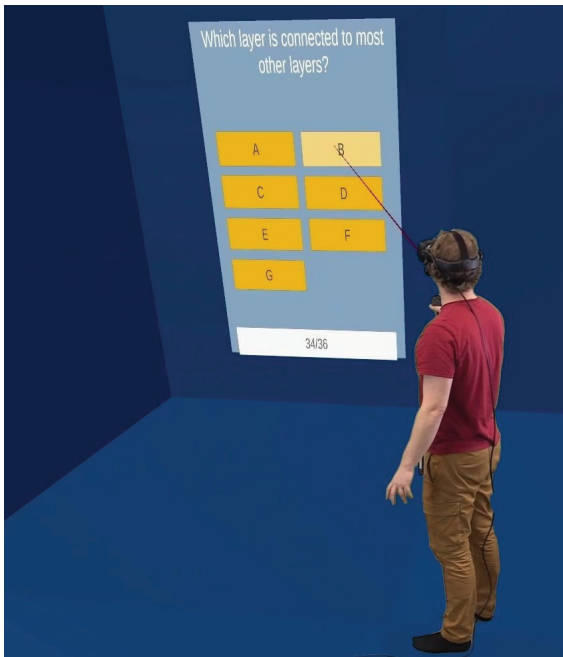 Which layer is connected to most
other layers?
A
B
C
D
E
F
G
34/36